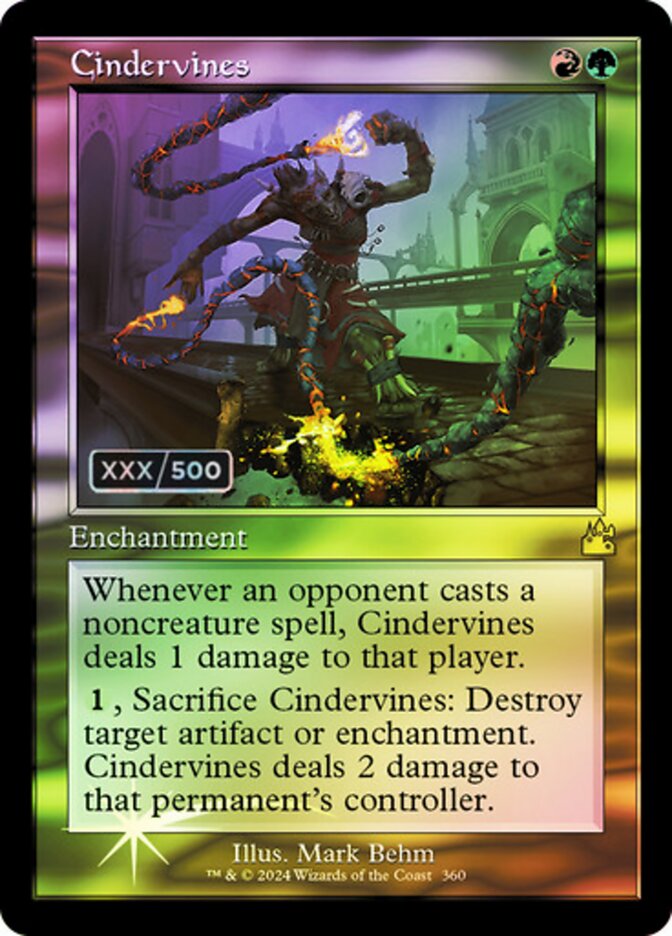 Cindervines
XXX/500
Enchantment
Whenever an opponent casts a
noncreature spell, Cindervines
deals 1 damage to that player.
1 , Sacrifice Cindervines: Destroy
target artifact or enchantment.
Cindervines deals 2 damage to
that permanent's controller.
Illus. Mark Behm
™ & © 2024 Wizards of the Coast 360